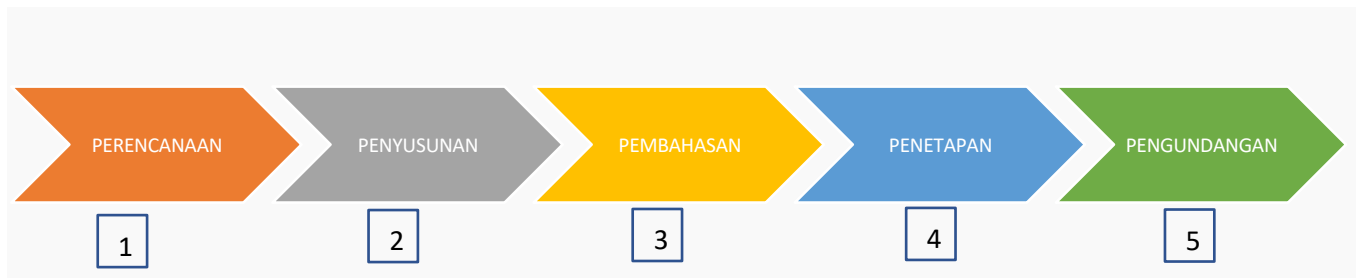 PERENCANAAN
PENYUSUNAN
PEMBAHASAN
PENETAPAN
PENGUNDANGAN
1
2
3
4
5